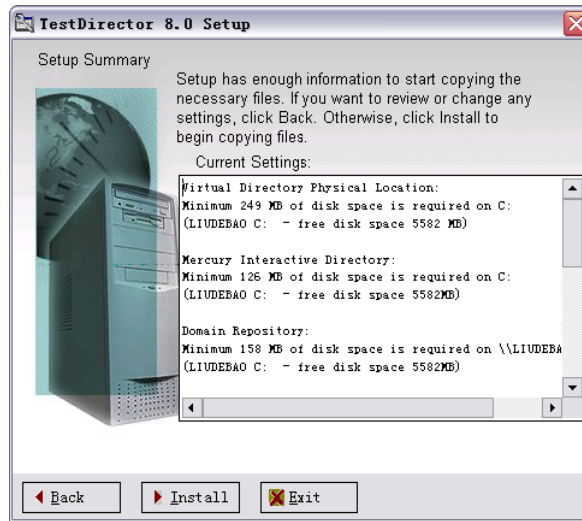 TestDirector 8.0 Setup
Setup Summary
Setup has enough information to start copying the
necessary files. If you want to review or change any
settings, click Back. Otherwise, click Install to
begin copying files.
Current Settings:
Virtual Directory Physical Location:
Minimum 249 MB of disk space is required on C:
(LIUDEBAO C: - free disk space 5582 MB)
Mercury Interactive Directory:
Minimum 126 MB of disk space is required on C:
(LIUDEBAO C: - free disk space 5582MB)
Domain Repository:
Minimum 158 MB of disk space is required on \\LIUDEBA
(LIUDEBAO C: - free disk space 5582MB)
Back
Install
Exit